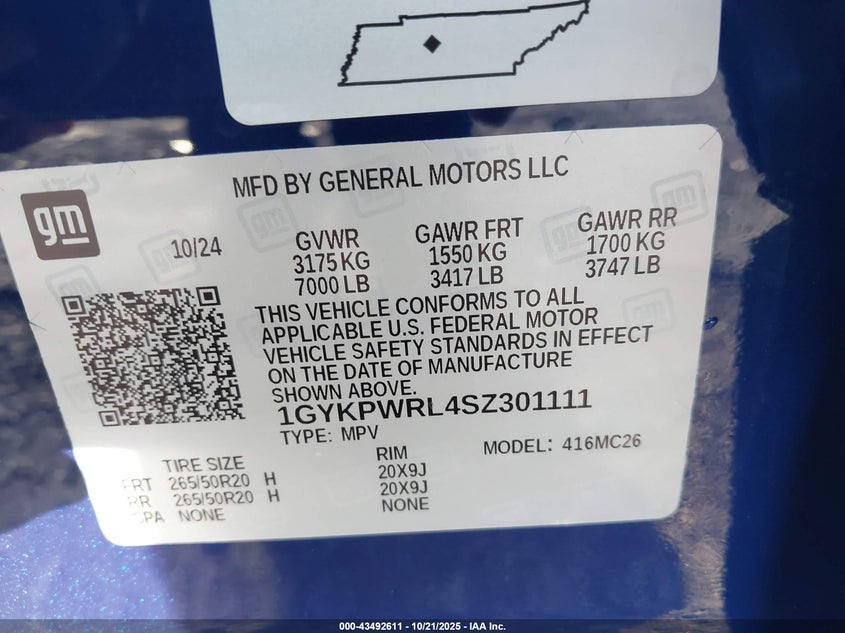 MFD BY GENERAL MOTORS LLC
gm
10/24
GVWR
3175 KG
7000 LB
GAWR FRT
1550 KG
3417 LB
GAWR RR
1700 KG
3747 LB
THIS VEHICLE CONFORMS TO ALL
APPLICABLE U.S. FEDERAL MOTOR
VEHICLE SAFETY STANDARDS IN EFFECT
ON THE DATE OF MANUFACTURE
SHOWN ABOVE.
1GYKPWRL4SZ301111
TYPE: MPV
MODEL: 416MC26
TIRE SIZE
RIM
FRT 265/50R20 H 20X9J
RR 265/50R20 H 20X9J
SPA NONE NONE
000-43492611 - 10/21/2025 - IAA Inc.